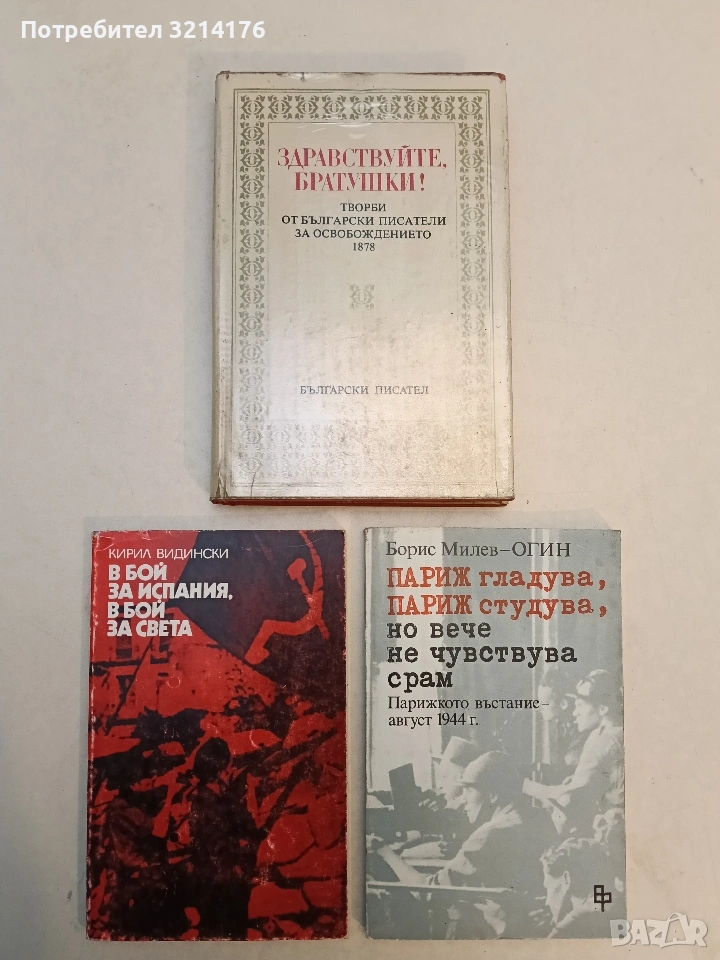 Потребител 3214176
ЗДРАВСТВУЙТЕ,
БРАТУШКИ!
ТВОРБИ
ОТ БЪЛГАРСКИ ПИСАТЕЛИ
ЗА ОСВОБОЖДЕНИЕТО
1878
БЪЛГАРСКИ ПИСАТЕЛ
КИРИЛ ВИДИНСКИ
В БОЙ
ЗА ИСПАНИЯ,
В БОЙ
ЗА СВЕТА
Борис Милев–ОГИН
ПАРИЖ гладува,
ПАРИЖ студува,
но вече
не чувствува
срам
Парижкото въстание–
август 1944 г.
BAZAR